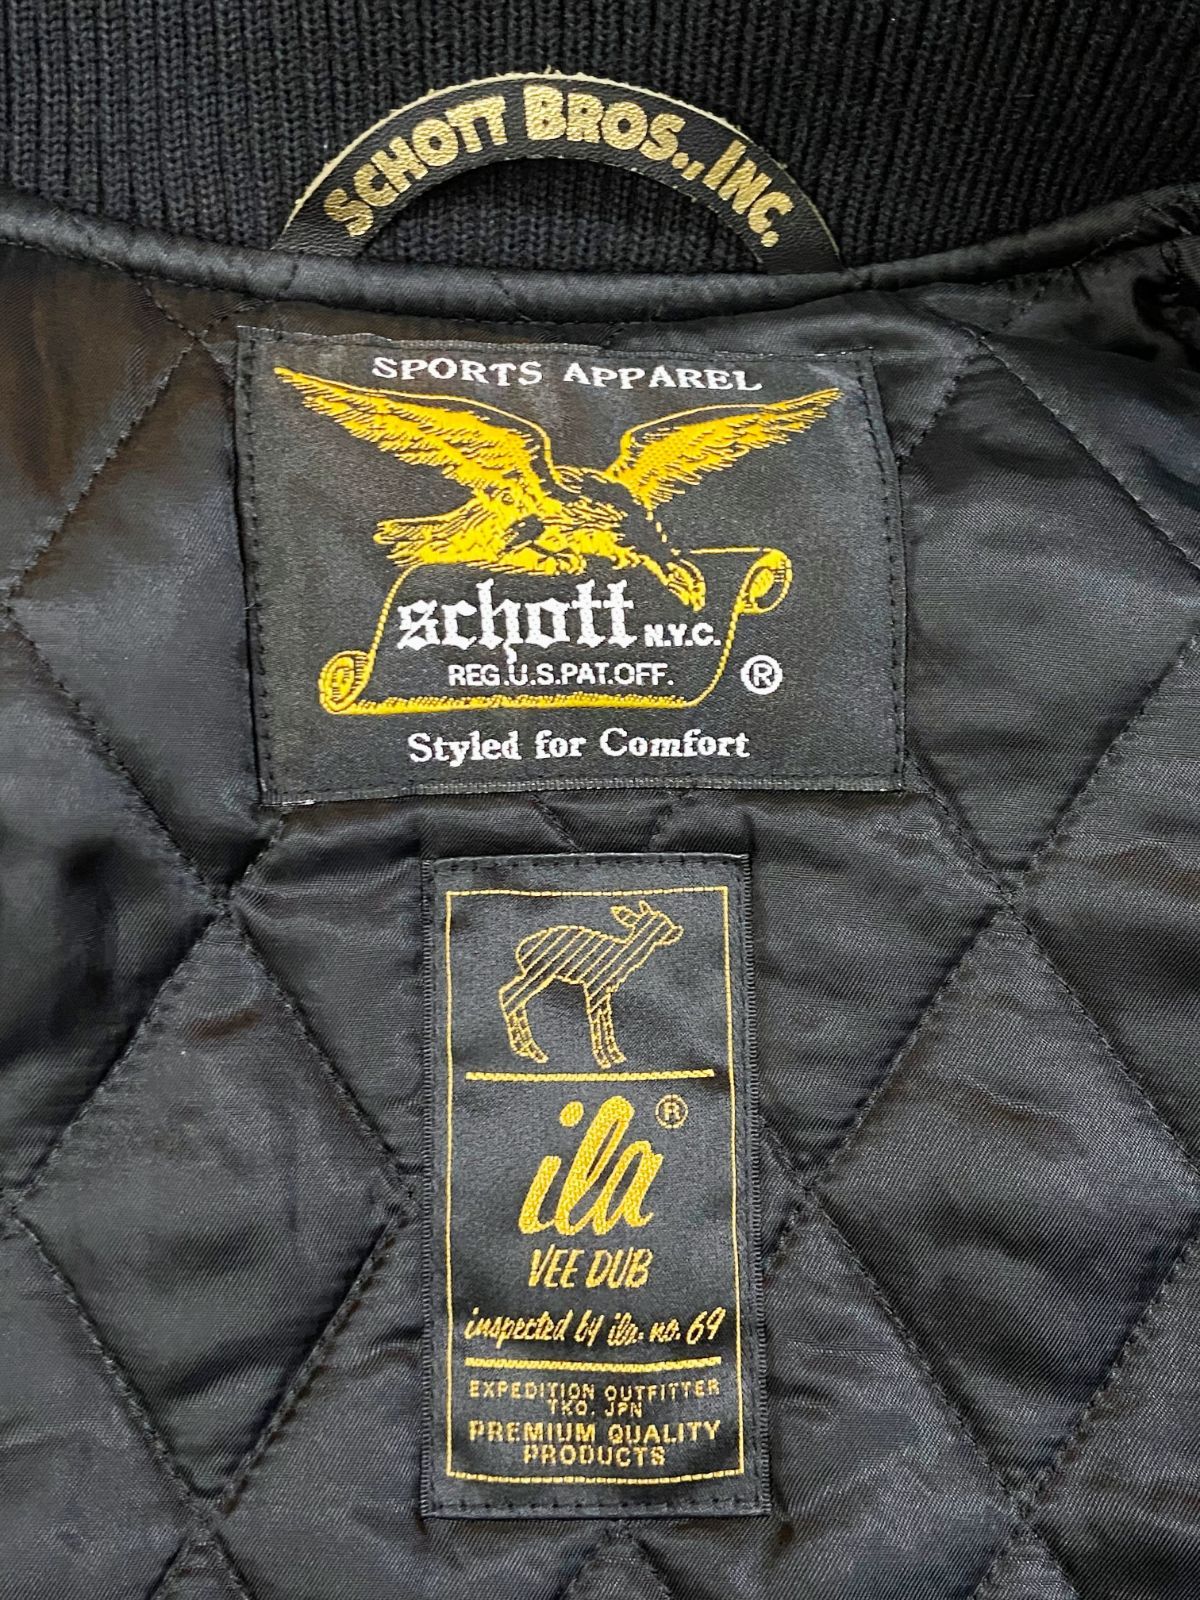 SCHOTT BROS., INC.
SPORTS APPAREL
schott N.Y.C.
REG.U.S.PAT.OFF.
®
Styled for Comfort
ila®
VEE DUB
inspected by ila. no. 69
EXPEDITION OUTFITTER
TKO. JPN
PREMIUM QUALITY
PRODUCTS